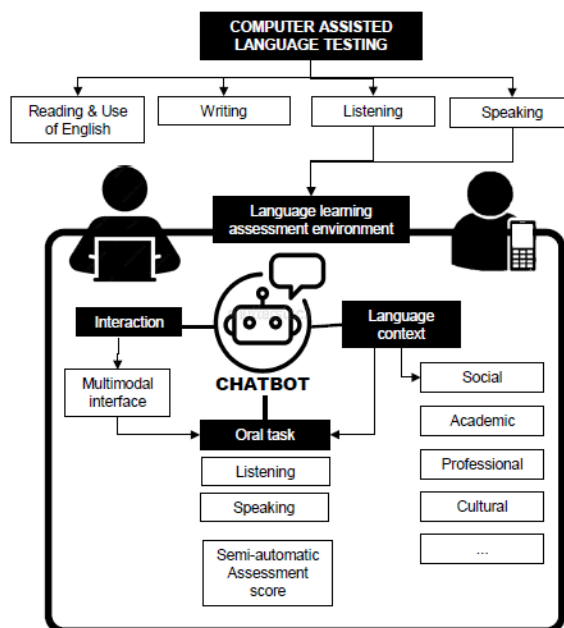 COMPUTER ASSISTED
LANGUAGE TESTING
Reading & Use
of English
Writing
Listening
Speaking
Language learning
assessment environment
Interaction
Language
context
Multimodal
interface
CHATBOT
Social
Oral task
Academic
Listening
Professional
Speaking
Cultural
Semi-automatic
Assessment
score
...